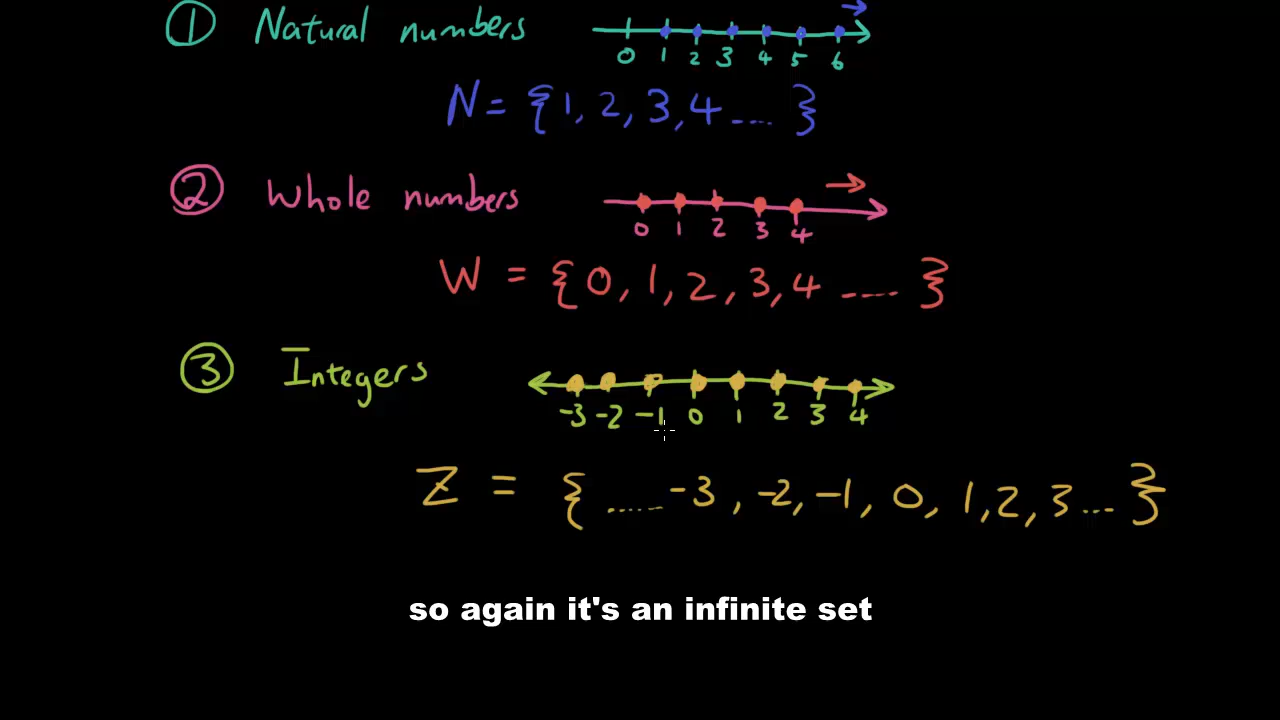 ① Natural numbers
0 1 2 3 4 5 6
N = {1, 2, 3, 4 .... }
② Whole numbers
0 1 2 3 4
W = {0, 1, 2, 3, 4 ..... }
③ Integers
-3 -2 -1 0 1 2 3 4
Z = { ..... -3, -2, -1, 0, 1, 2, 3 ... }
so again it's an infinite set